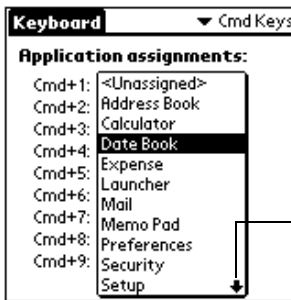 Keyboard ▼ Cmd Keys
Application assignments:
Cmd+1: <Unassigned>
Cmd+2: Address Book
Cmd+3: Calculator
Cmd+4: Date Book
Cmd+5: Expense
Cmd+6: Launcher
Cmd+7: Mail
Cmd+8: Memo Pad
Cmd+9: Preferences
Security
Setup